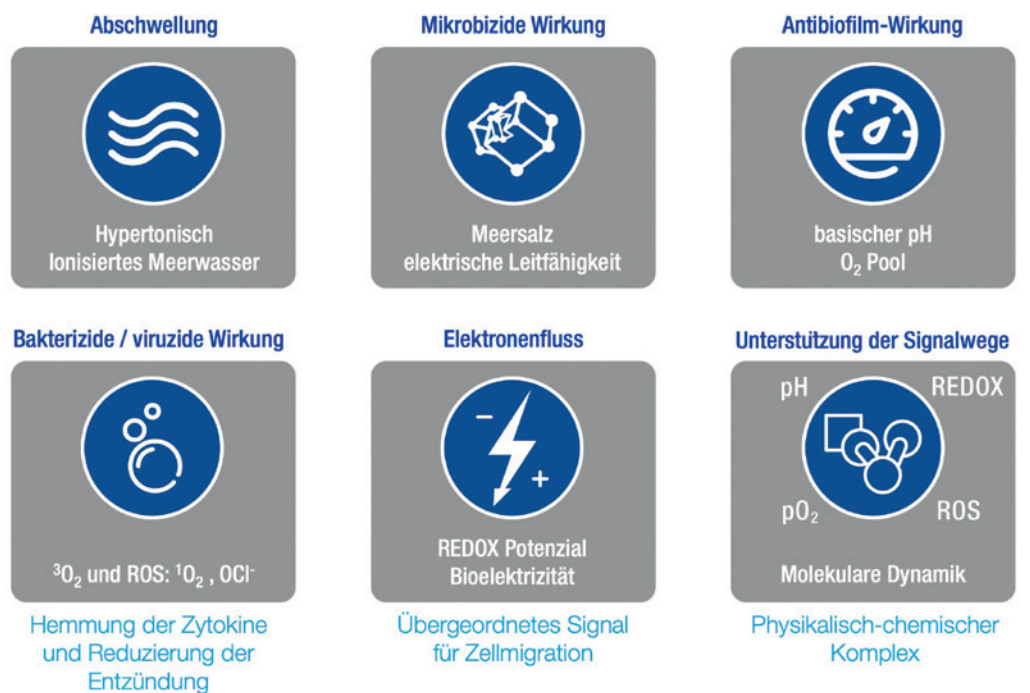 Abschwellung
Hypertonisch
Ionisiertes Meerwasser
Mikrobizide Wirkung
Meersalz
elektrische Leitfähigkeit
Antibiofilm-Wirkung
basischer pH
O₂ Pool
Bakterizide / viruzide Wirkung
³O₂ und ROS: ¹O₂ , OCl⁻
Hemmung der Zytokine
und Reduzierung der
Entzündung
Elektronenfluss
- +
REDOX Potenzial
Bioelektrizität
Übergeordnetes Signal
für Zellmigration
Unterstutzung der Signalwege
pH REDOX
pO₂ ROS
Molekulare Dynamik
Physikalisch-chemischer
Komplex